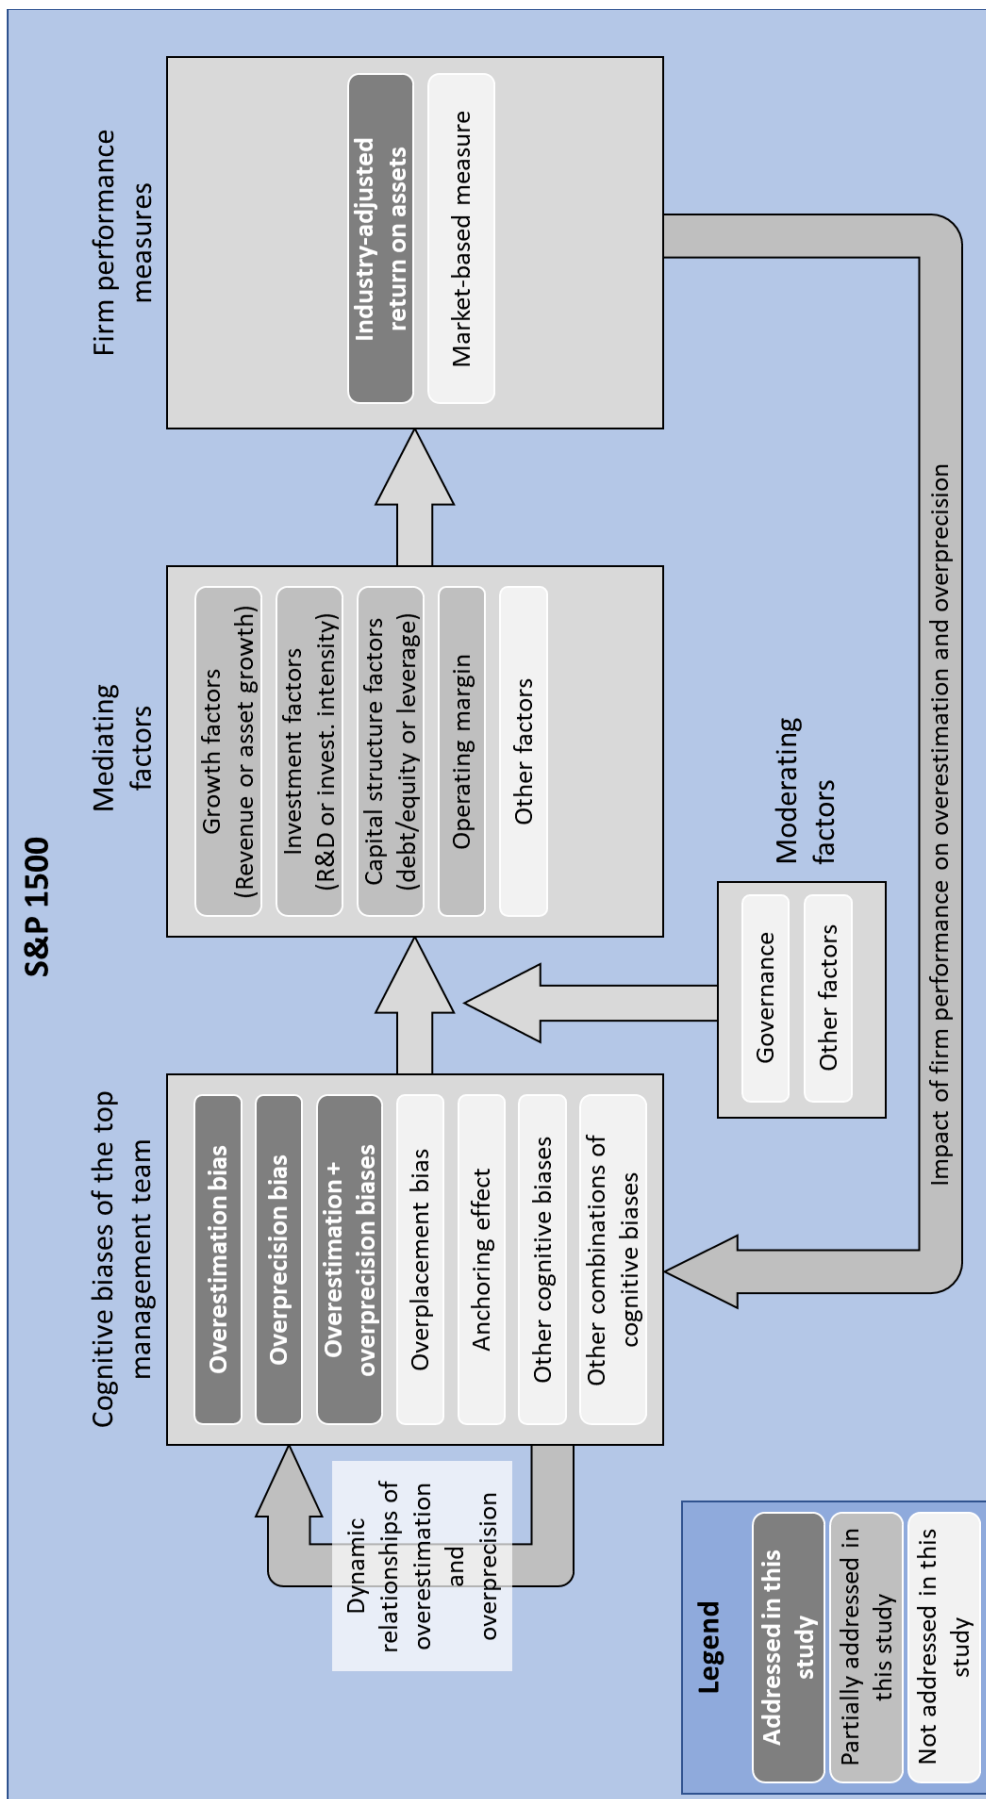 S&P 1500
Cognitive biases of the top
management team
Overestimation bias
Overprecision bias
Overestimation +
overprecision biases
Overplacement bias
Anchoring effect
Other cognitive biases
Other combinations of
cognitive biases
Dynamic
relationships of
overestimation
and
overprecision
Mediating
factors
Growth factors
(Revenue or asset growth)
Investment factors
(R&D or invest. intensity)
Capital structure factors
(debt/equity or leverage)
Operating margin
Other factors
Firm performance
measures
Industry-adjusted
return on assets
Market-based measure
Governance
Other factors
Moderating
factors
Impact of firm performance on overestimation and overprecision
Legend
Addressed in this
study
Partially addressed in
this study
Not addressed in this
study